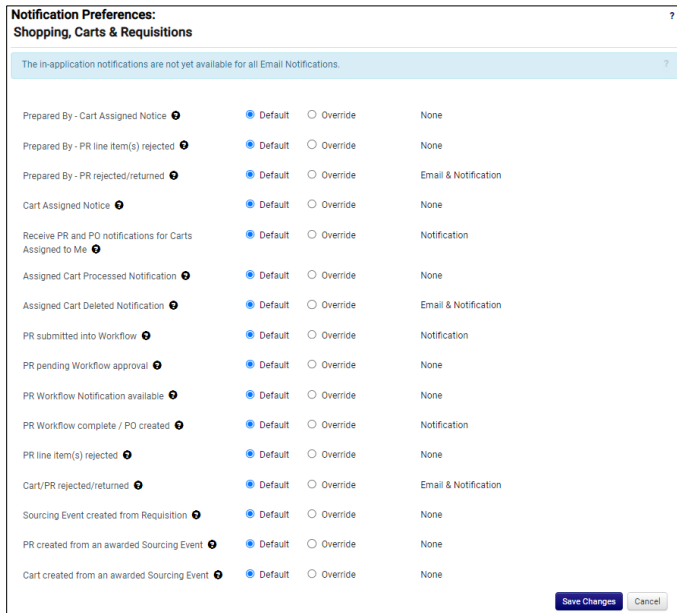 Notification Preferences: ?
Shopping, Carts & Requisitions
The in-application notifications are not yet available for all Email Notifications. ?
Prepared By - Cart Assigned Notice ? Default Override None
Prepared By - PR line item(s) rejected ? Default Override None
Prepared By - PR rejected/returned ? Default Override Email & Notification
Cart Assigned Notice ? Default Override None
Receive PR and PO notifications for Carts
Assigned to Me ? Default Override Notification
Assigned Cart Processed Notification ? Default Override None
Assigned Cart Deleted Notification ? Default Override Email & Notification
PR submitted into Workflow ? Default Override Notification
PR pending Workflow approval ? Default Override None
PR Workflow Notification available ? Default Override None
PR Workflow complete / PO created ? Default Override Notification
PR line item(s) rejected ? Default Override None
Cart/PR rejected/returned ? Default Override Email & Notification
Sourcing Event created from Requisition ? Default Override None
PR created from an awarded Sourcing Event ? Default Override None
Cart created from an awarded Sourcing Event ? Default Override None
Save Changes Cancel